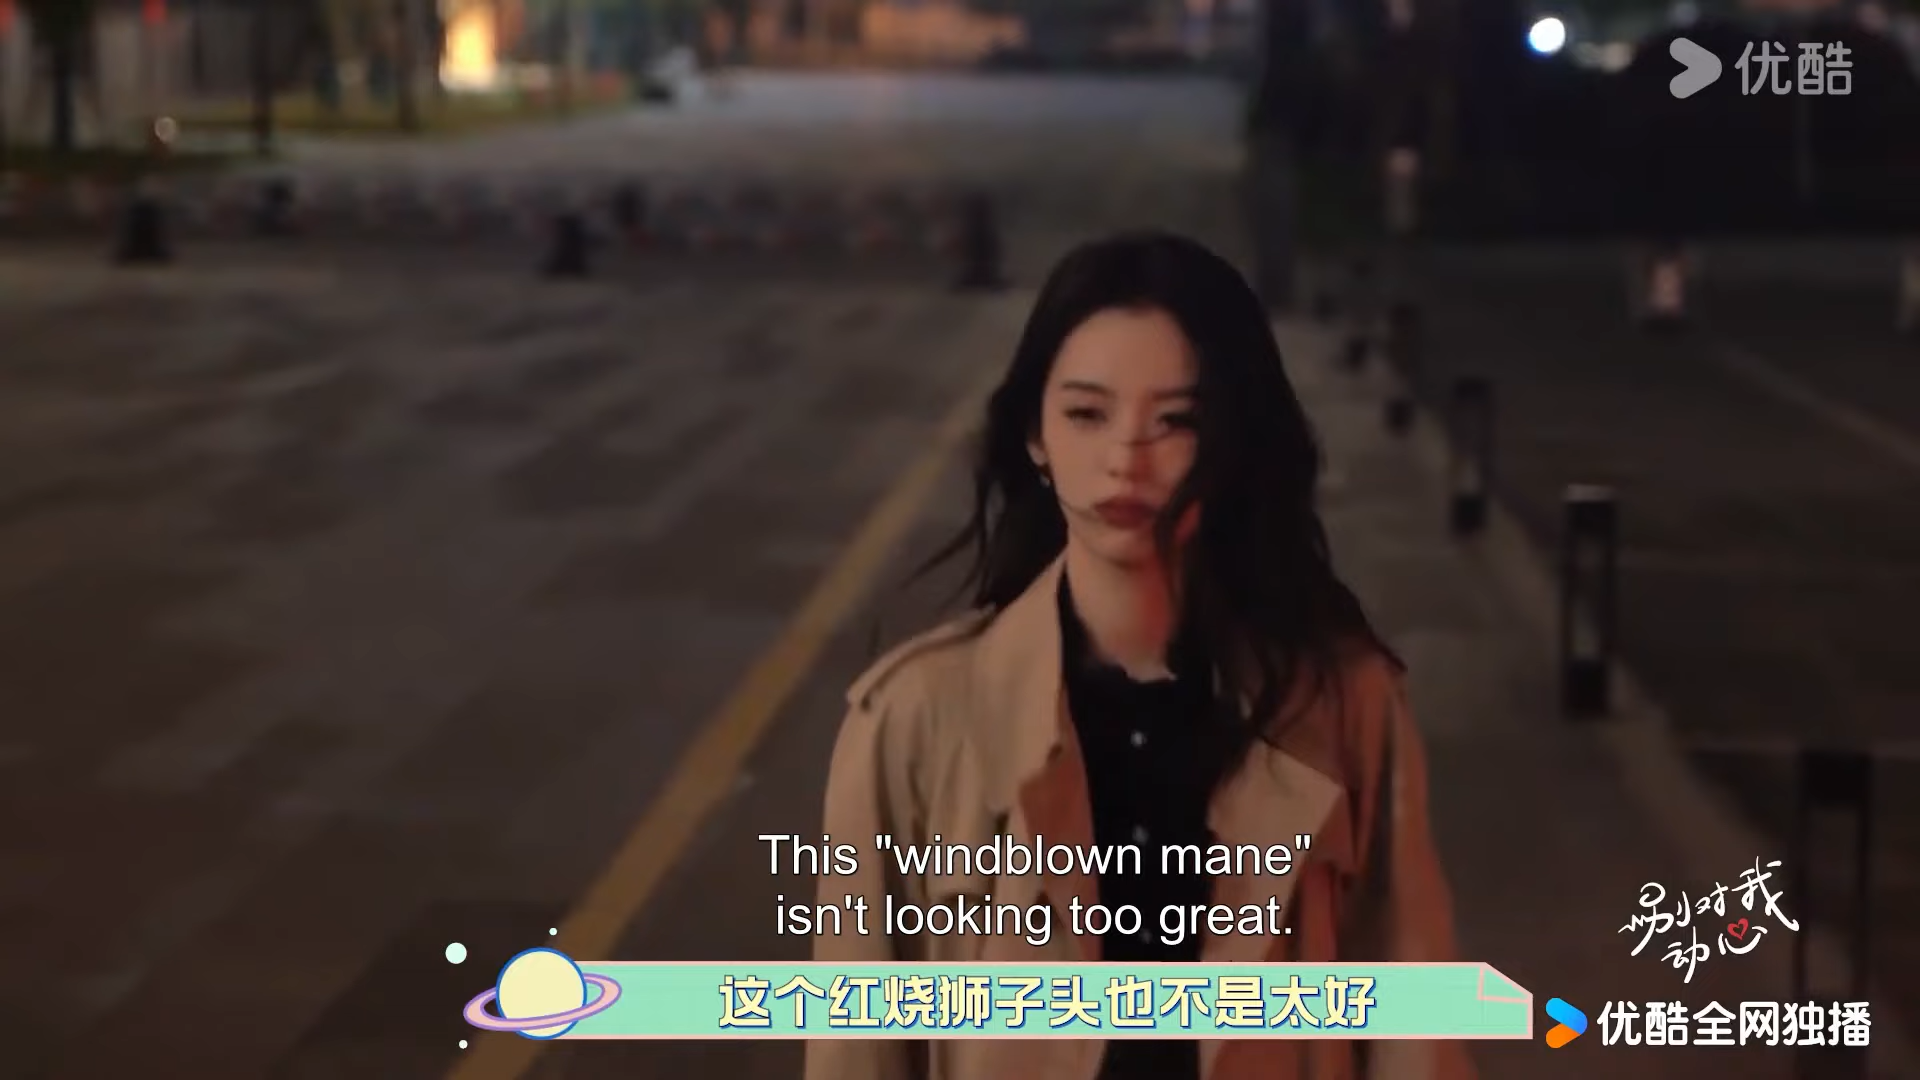 优酷
This "windblown mane"
isn't looking too great.
这个红烧狮子头也不是太好
别对我
动心
优酷全网独播